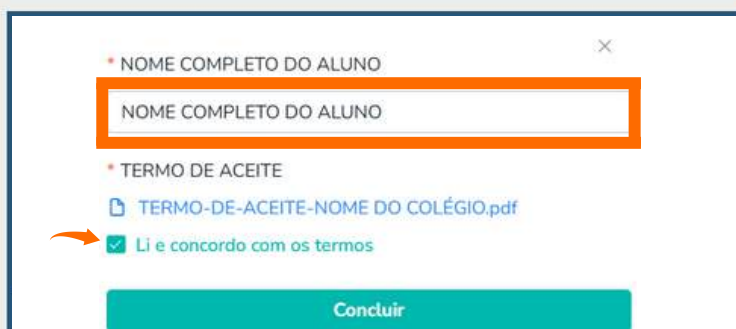 * NOME COMPLETO DO ALUNO
NOME COMPLETO DO ALUNO
* TERMO DE ACEITE
TERMO-DE-ACEITE-NOME DO COLÉGIO.pdf
Li e concordo com os termos
Concluir